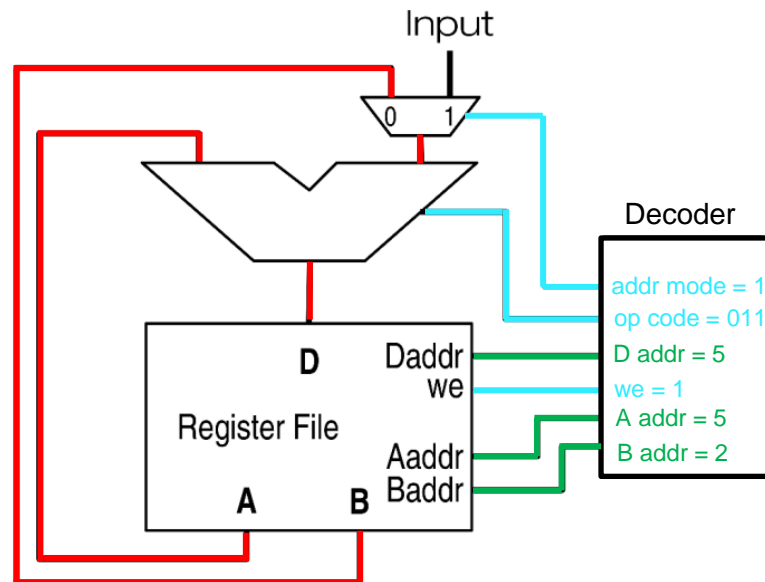 Input
0 1
Decoder
addr mode = 1
op code = 011
D addr = 5
we = 1
A addr = 5
B addr = 2
D
Daddr
we
Register File
Aaddr
Baddr
A
B